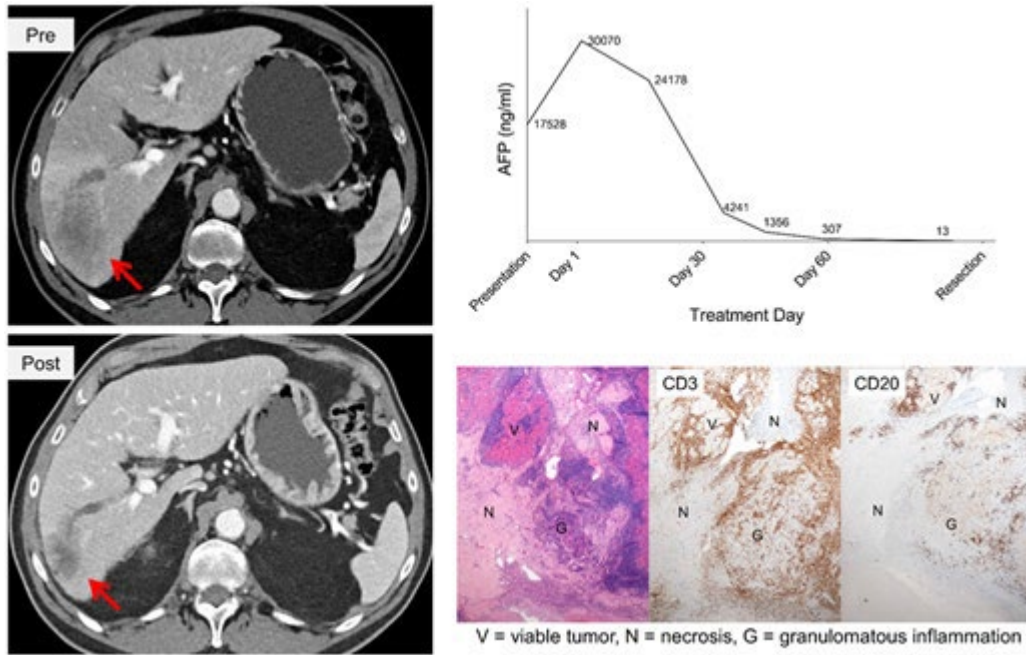 Pre
Post
AFP (ng/ml)
17528
30070
24178
4241
1356
307
13
Presentation
Day 1
Day 30
Day 60
Resection
Treatment Day
V
N
N
G
CD3
V
N
N
G
CD20
V
N
N
G
V = viable tumor, N = necrosis, G = granulomatous inflammation